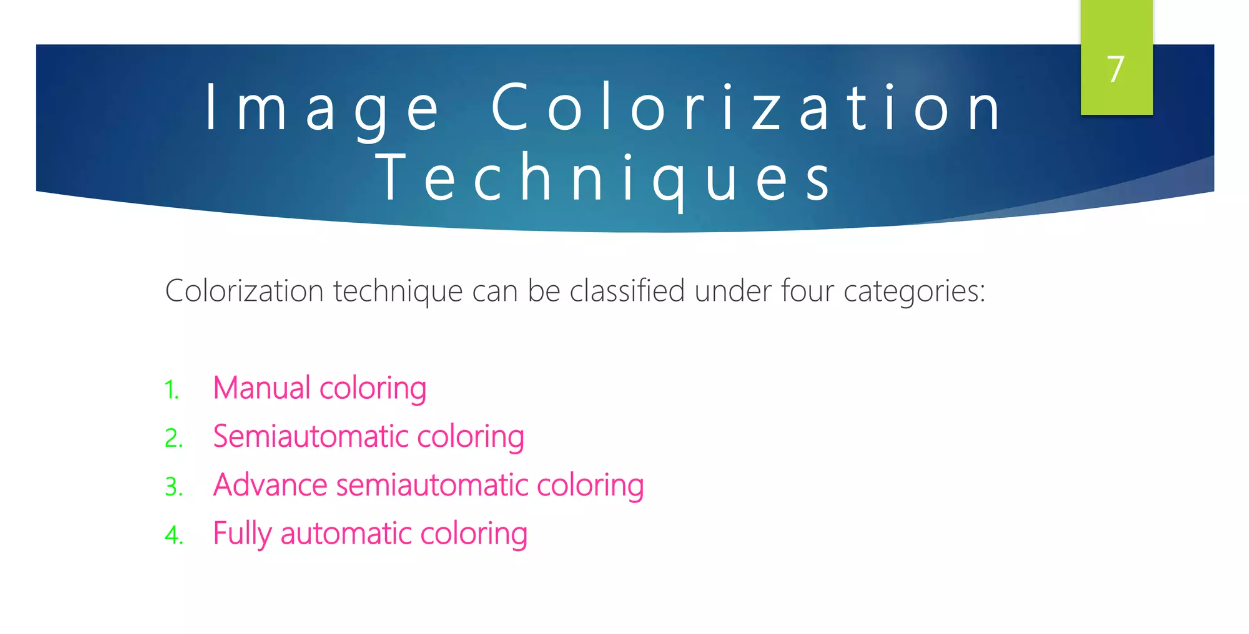 7
Image Colorization
Techniques
Colorization technique can be classified under four categories:
1. Manual coloring
2. Semiautomatic coloring
3. Advance semiautomatic coloring
4. Fully automatic coloring